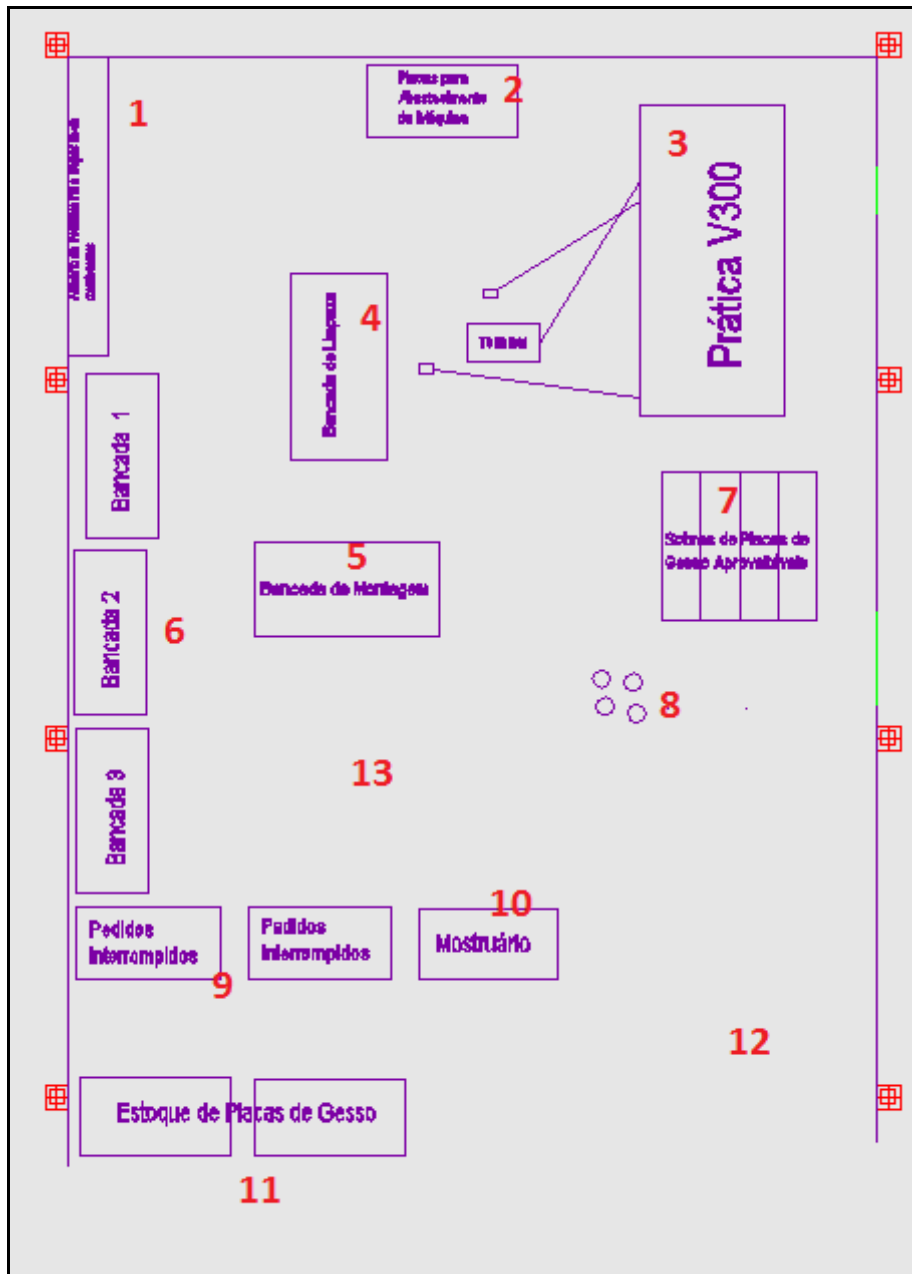 1
Placas para
Abastecimento
de Máquina
2
3
Prática V300
4
Bancada de Limpeza
Bancada 1
7
Sobras de Placas de
Gesso Aproveitáveis
5
Bancada de Montagem
6
Bancada 2
8
13
Bancada 3
10
Pedidos
Interrompidos
Pedidos
Interrompidos
Mostruário
9
12
Estoque de Placas de Gesso
11